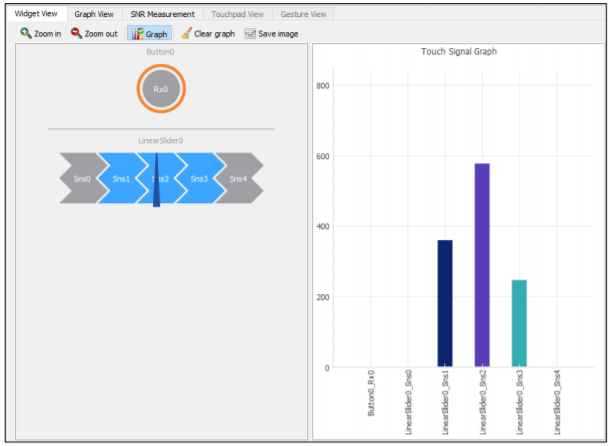 Widget View Graph View SNR Measurement Touchpad View Gesture View
Zoom in Zoom out Graph Clear graph Save image
Button0
Rx0
LinearSlider0
Sns0 Sns1 Sns2 Sns3 Sns4
Touch Signal Graph
800
600
400
200
0
Button0_Rx0
LinearSlider0_Sns0
LinearSlider0_Sns1
LinearSlider0_Sns2
LinearSlider0_Sns3
LinearSlider0_Sns4